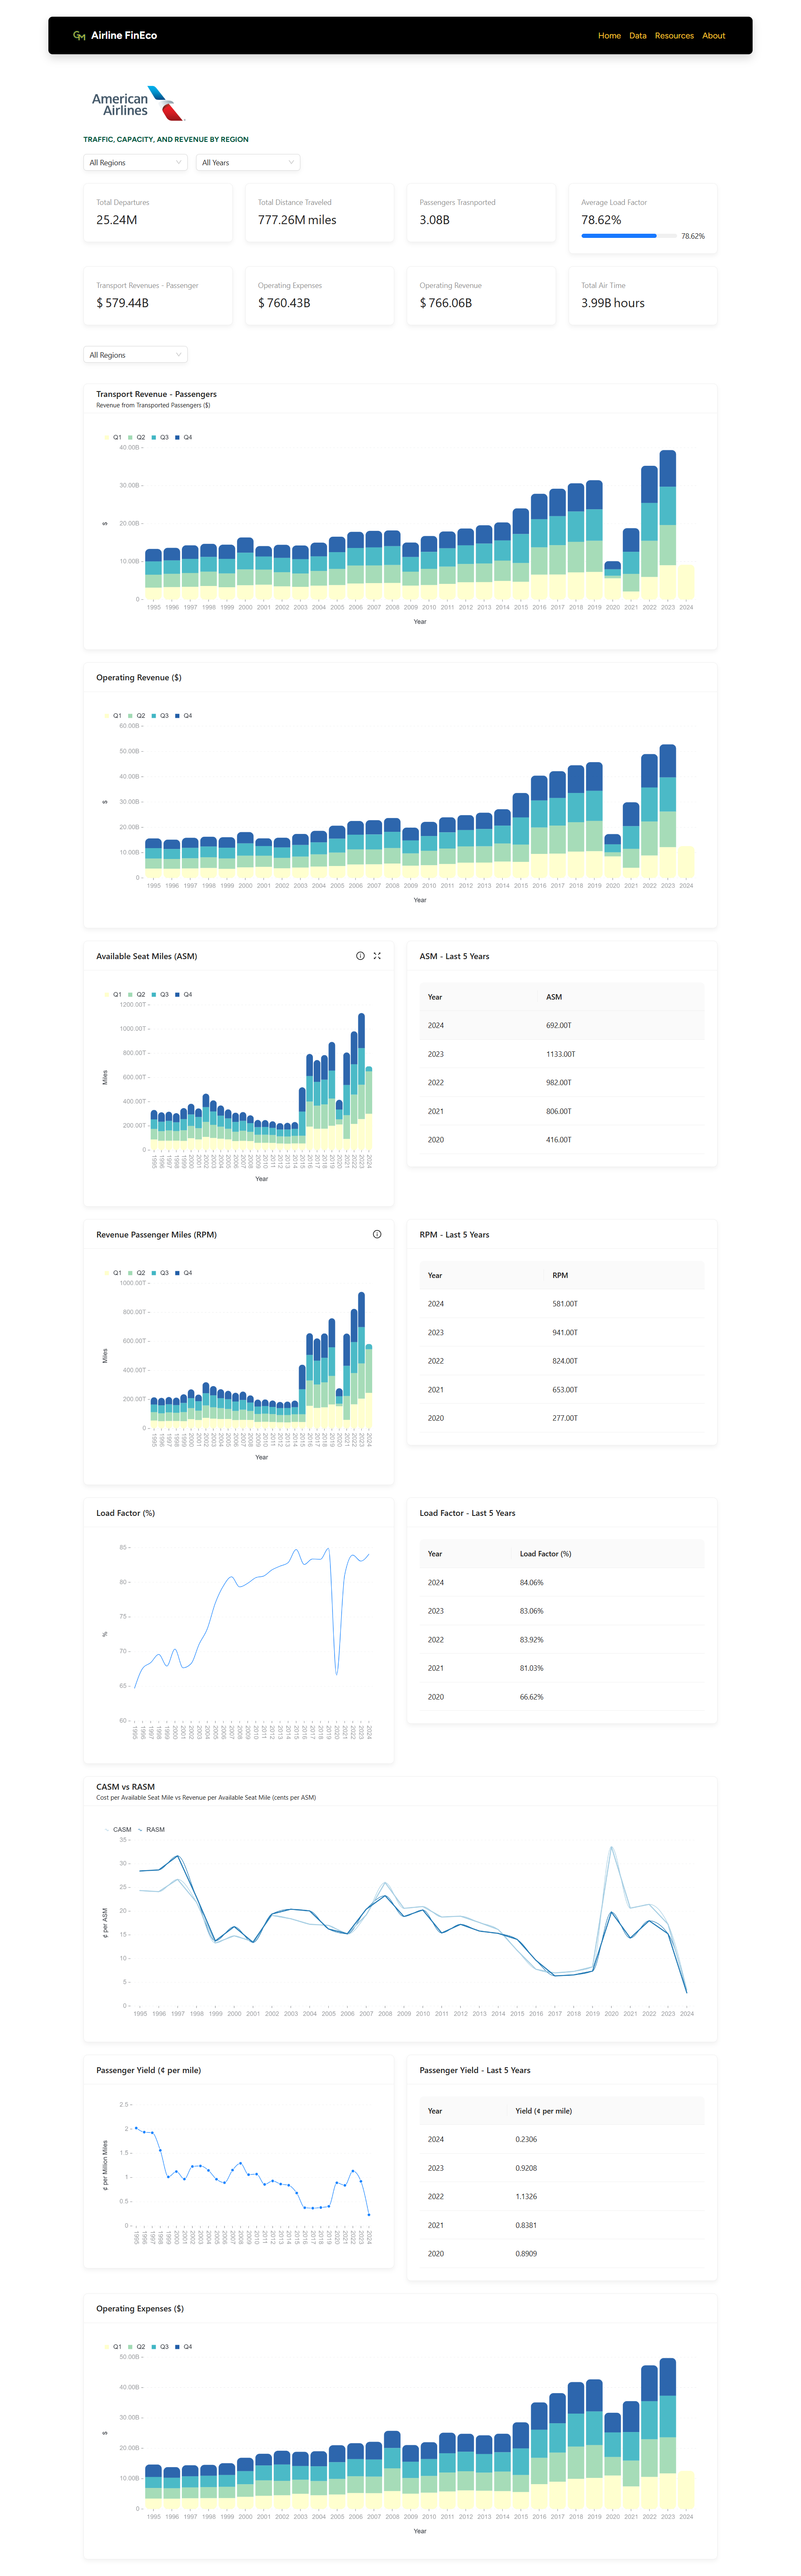 GM Airline FinEco
Home Data Resources About
American Airlines
TRAFFIC, CAPACITY, AND REVENUE BY REGION
All Regions All Years
Total Departures
25.24M
Total Distance Traveled
777.26M miles
Passengers Trasnported
3.08B
Average Load Factor
78.62%
78.62%
Transport Revenues - Passenger
$ 579.44B
Operating Expenses
$ 760.43B
Operating Revenue
$ 766.06B
Total Air Time
3.99B hours
All Regions
Transport Revenue - Passengers
Revenue from Transported Passengers ($)
Q1 Q2 Q3 Q4
40.00B
30.00B
20.00B
10.00B
0
$
1995 1996 1997 1998 1999 2000 2001 2002 2003 2004 2005 2006 2007 2008 2009 2010 2011 2012 2013 2014 2015 2016 2017 2018 2019 2020 2021 2022 2023 2024
Year
Operating Revenue ($)
Q1 Q2 Q3 Q4
60.00B
50.00B
40.00B
30.00B
20.00B
10.00B
0
$
1995 1996 1997 1998 1999 2000 2001 2002 2003 2004 2005 2006 2007 2008 2009 2010 2011 2012 2013 2014 2015 2016 2017 2018 2019 2020 2021 2022 2023 2024
Year
Available Seat Miles (ASM)
Q1 Q2 Q3 Q4
1200.00T
1000.00T
800.00T
600.00T
400.00T
200.00T
0
Miles
1995 1996 1997 1998 1999 2000 2001 2002 2003 2004 2005 2006 2007 2008 2009 2010 2011 2012 2013 2014 2015 2016 2017 2018 2019 2020 2021 2022 2023 2024
Year
ASM - Last 5 Years
Year ASM
2024 692.00T
2023 1133.00T
2022 982.00T
2021 806.00T
2020 416.00T
Revenue Passenger Miles (RPM)
Q1 Q2 Q3 Q4
1000.00T
800.00T
600.00T
400.00T
200.00T
0
Miles
1995 1996 1997 1998 1999 2000 2001 2002 2003 2004 2005 2006 2007 2008 2009 2010 2011 2012 2013 2014 2015 2016 2017 2018 2019 2020 2021 2022 2023 2024
Year
RPM - Last 5 Years
Year RPM
2024 581.00T
2023 941.00T
2022 824.00T
2021 653.00T
2020 277.00T
Load Factor (%)
85
80
75
70
65
60
%
1995 1996 1997 1998 1999 2000 2001 2002 2003 2004 2005 2006 2007 2008 2009 2010 2011 2012 2013 2014 2015 2016 2017 2018 2019 2020 2021 2022 2023 2024
Load Factor - Last 5 Years
Year Load Factor (%)
2024 84.06%
2023 83.06%
2022 83.92%
2021 81.03%
2020 66.62%
CASM vs RASM
Cost per Available Seat Mile vs Revenue per Available Seat Mile (cents per ASM)
CASM RASM
35
30
25
20
15
10
5
0
¢ per ASM
1995 1996 1997 1998 1999 2000 2001 2002 2003 2004 2005 2006 2007 2008 2009 2010 2011 2012 2013 2014 2015 2016 2017 2018 2019 2020 2021 2022 2023 2024
Passenger Yield (¢ per mile)
2.5
2
1.5
1
0.5
0
¢ per Million Miles
1995 1996 1997 1998 1999 2000 2001 2002 2003 2004 2005 2006 2007 2008 2009 2010 2011 2012 2013 2014 2015 2016 2017 2018 2019 2020 2021 2022 2023 2024
Passenger Yield - Last 5 Years
Year Yield (¢ per mile)
2024 0.2306
2023 0.9208
2022 1.1326
2021 0.8381
2020 0.8909
Operating Expenses ($)
Q1 Q2 Q3 Q4
50.00B
40.00B
30.00B
20.00B
10.00B
0
$
1995 1996 1997 1998 1999 2000 2001 2002 2003 2004 2005 2006 2007 2008 2009 2010 2011 2012 2013 2014 2015 2016 2017 2018 2019 2020 2021 2022 2023 2024
Year